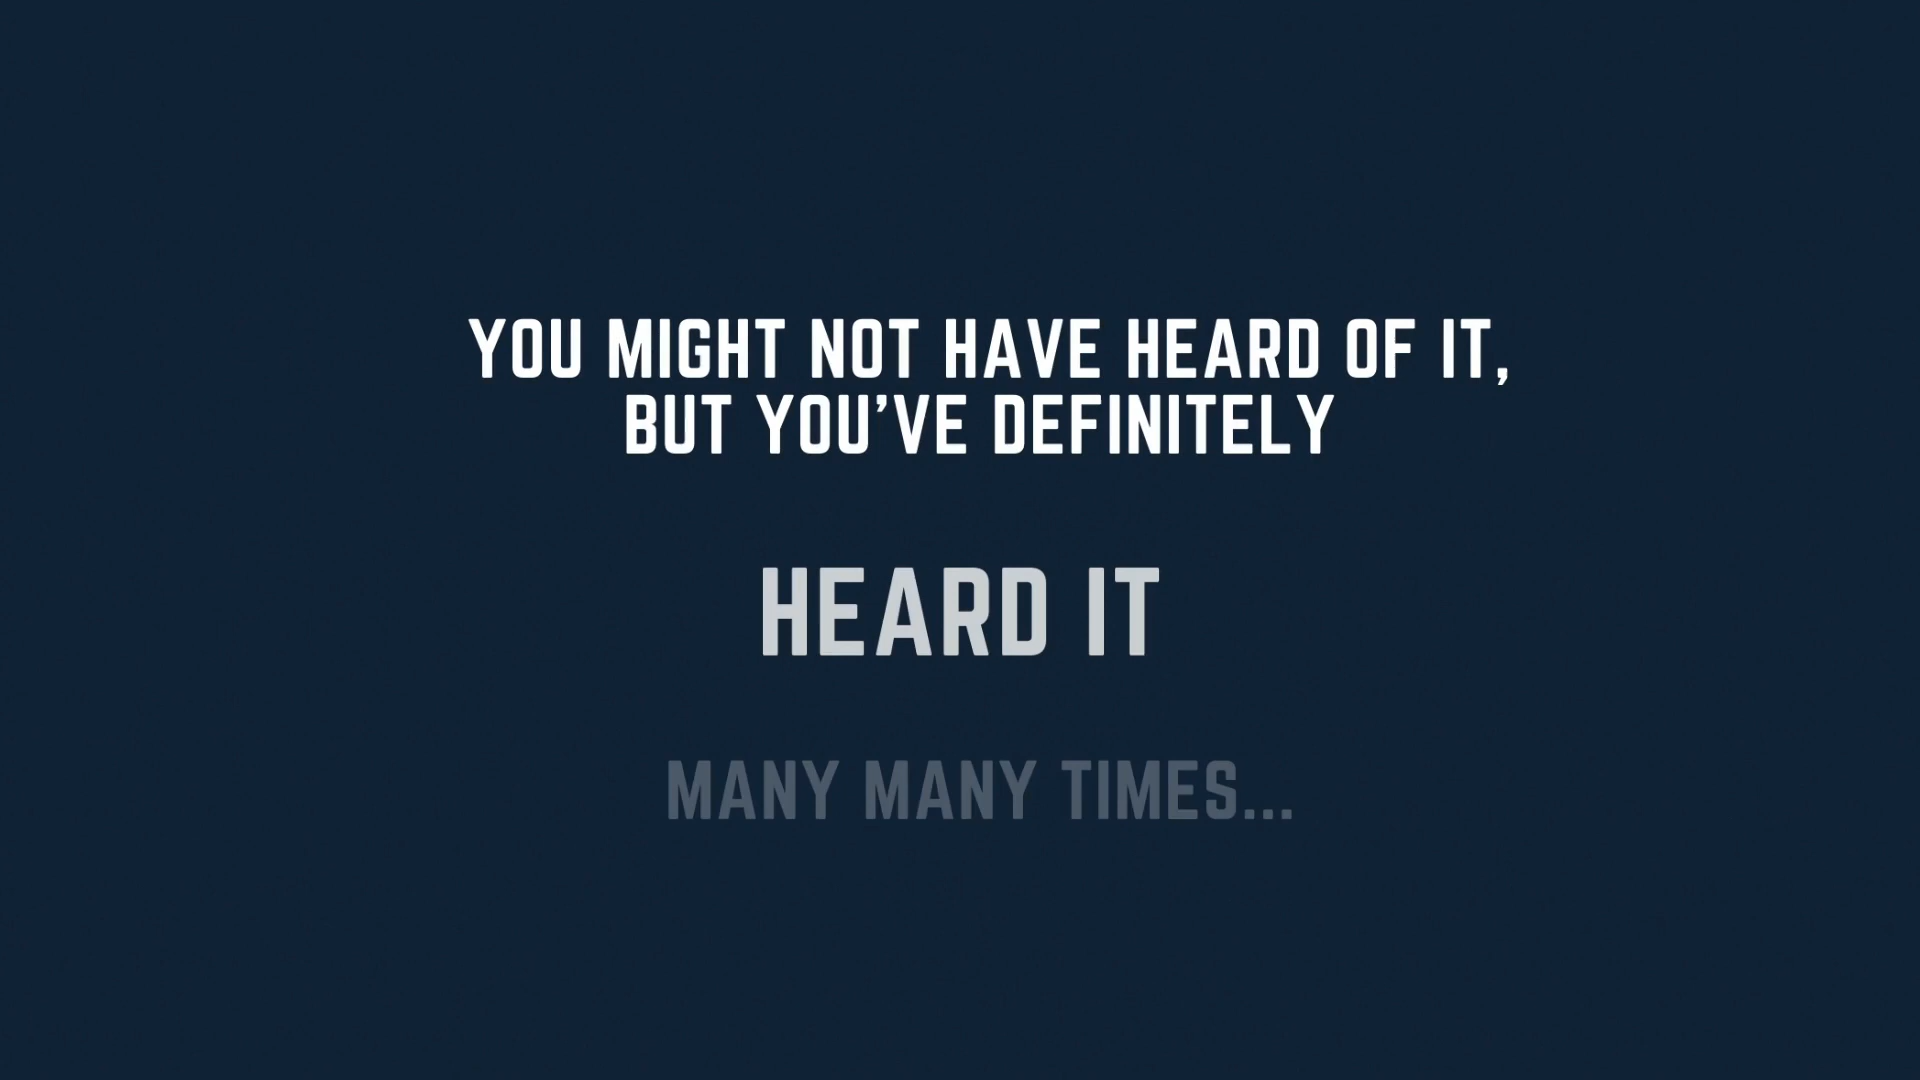 YOU MIGHT NOT HAVE HEARD OF IT,
BUT YOU'VE DEFINITELY
HEARD IT
MANY MANY TIMES...